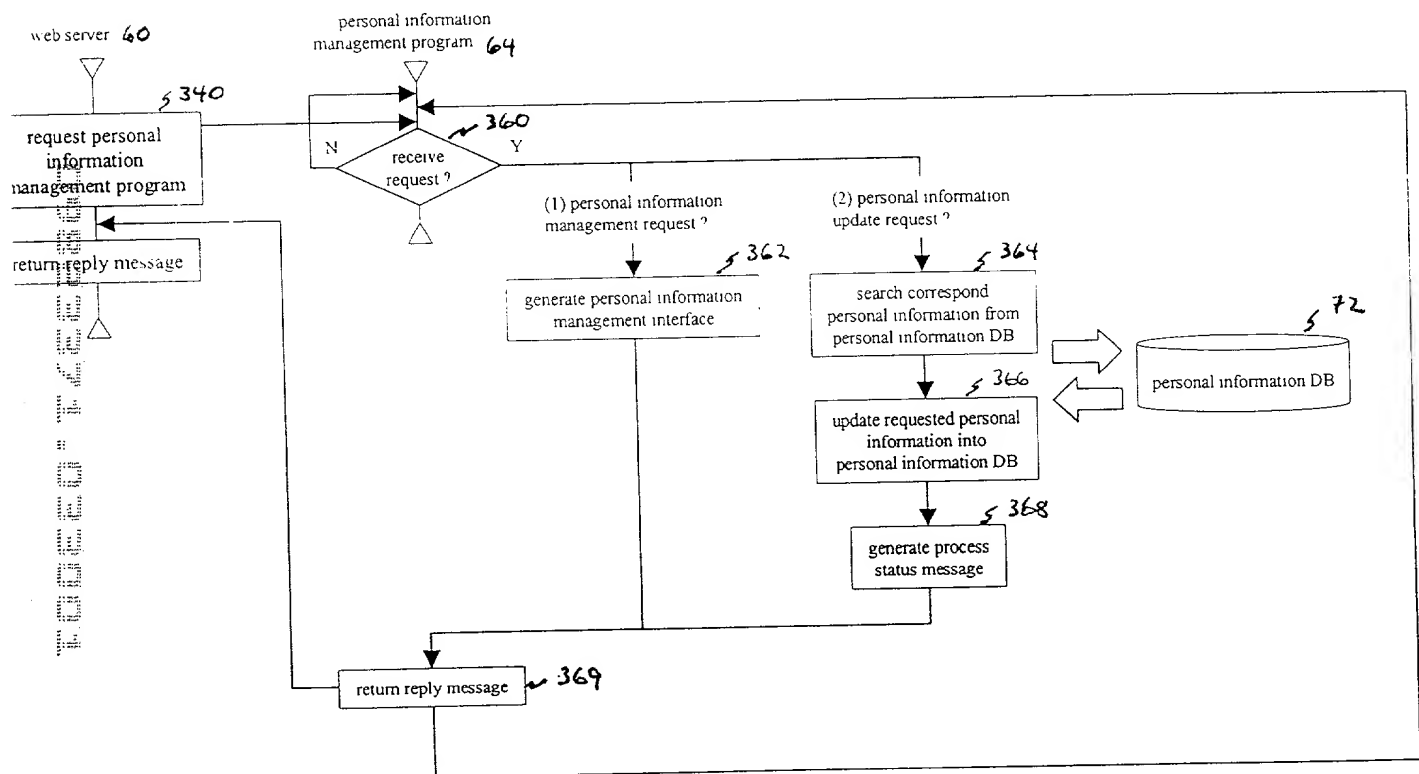 web server 60
personal information
management program 64
340
request personal
information
management program
return reply message
360
receive
request ?
N
Y
(1) personal information
management request ?
(2) personal information
update request ?
362
generate personal information
management interface
364
search correspond
personal information from
personal information DB
72
personal information DB
366
update requested personal
information into
personal information DB
368
generate process
status message
return reply message
369